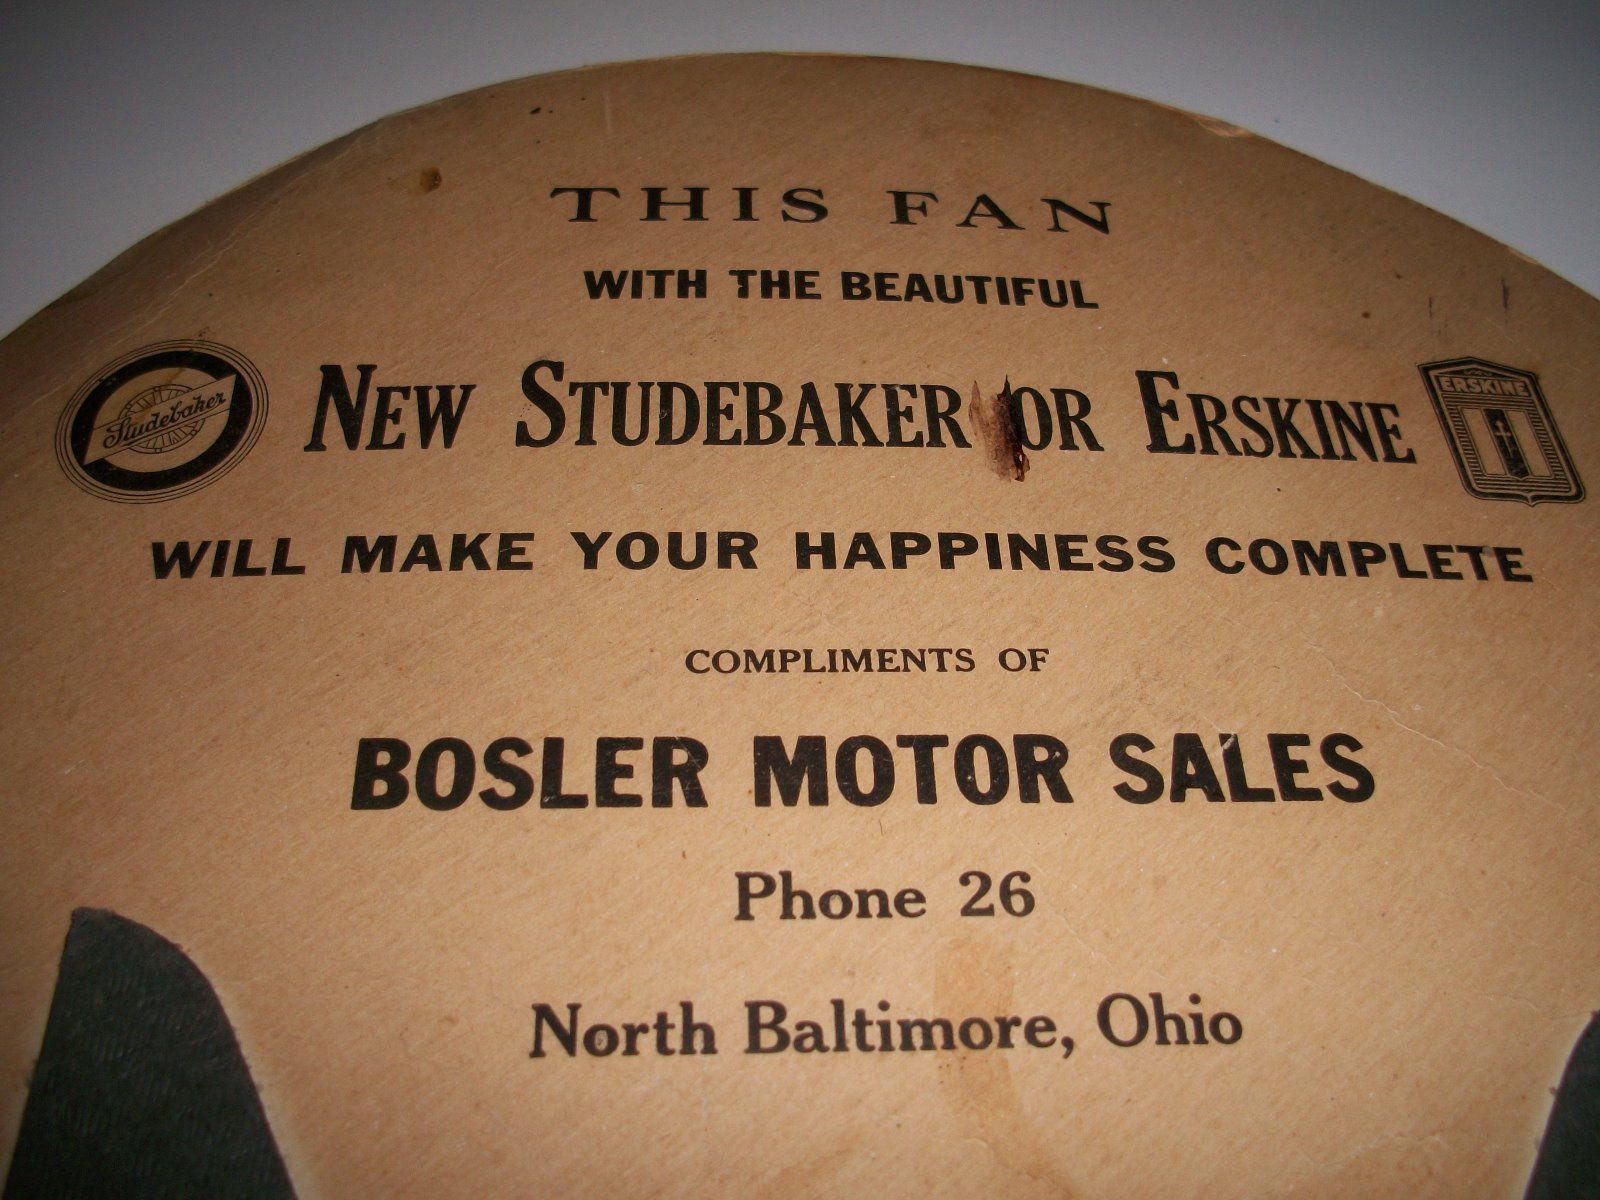 THIS FAN
WITH THE BEAUTIFUL
Studebaker
NEW STUDEBAKER OR ERSKINE
ERSKINE
WILL MAKE YOUR HAPPINESS COMPLETE
COMPLIMENTS OF
BOSLER MOTOR SALES
Phone 26
North Baltimore, Ohio